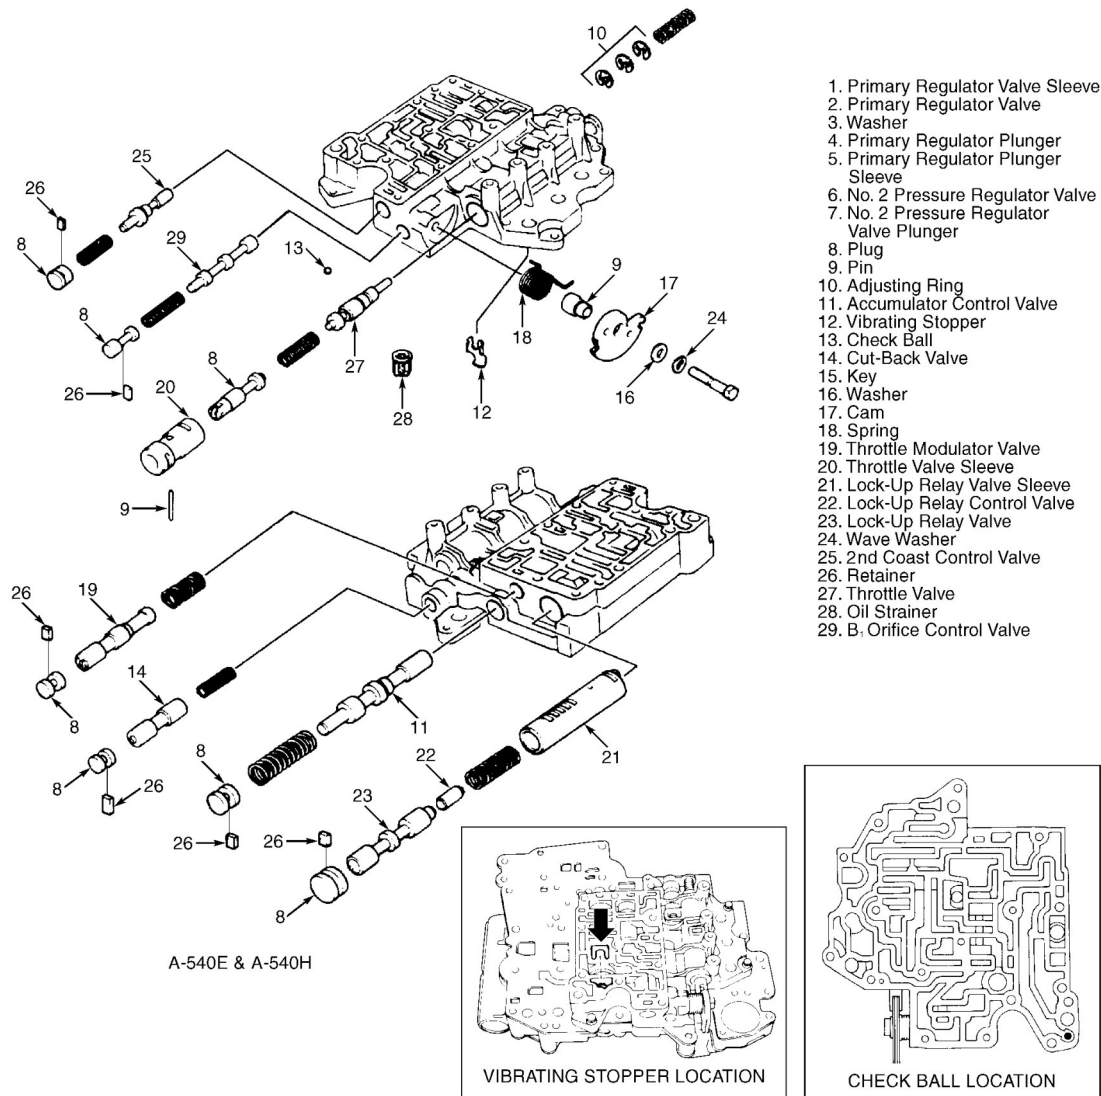 10
25
26
8
29
13
8
26
20
8
27
28
12
18
9
17
24
16
9
1. Primary Regulator Valve Sleeve
2. Primary Regulator Valve
3. Washer
4. Primary Regulator Plunger
5. Primary Regulator Plunger
Sleeve
6. No. 2 Pressure Regulator Valve
7. No. 2 Pressure Regulator
Valve Plunger
8. Plug
9. Pin
10. Adjusting Ring
11. Accumulator Control Valve
12. Vibrating Stopper
13. Check Ball
14. Cut-Back Valve
15. Key
16. Washer
17. Cam
18. Spring
19. Throttle Modulator Valve
20. Throttle Valve Sleeve
21. Lock-Up Relay Valve Sleeve
22. Lock-Up Relay Control Valve
23. Lock-Up Relay Valve
24. Wave Washer
25. 2nd Coast Control Valve
26. Retainer
27. Throttle Valve
28. Oil Strainer
29. B₁ Orifice Control Valve
26
19
8
14
8
26
11
8
26
21
22
23
26
8
A-540E & A-540H
VIBRATING STOPPER LOCATION
CHECK BALL LOCATION